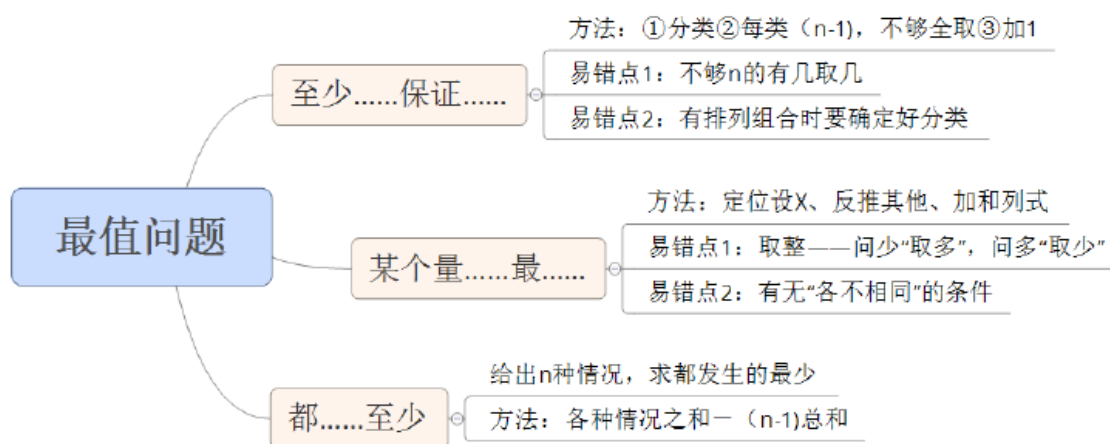 最值问题
至少……保证……
方法：①分类②每类（n-1），不够全取③加1
易错点1：不够n的有几取几
易错点2：有排列组合时要确定好分类
某个量……最……
方法：定位设X、反推其他、加和列式
易错点1：取整——问少“取多”，问多“取少”
易错点2：有无“各不相同”的条件
都……至少
给出n种情况，求都发生的最少
方法：各种情况之和－（n-1)总和